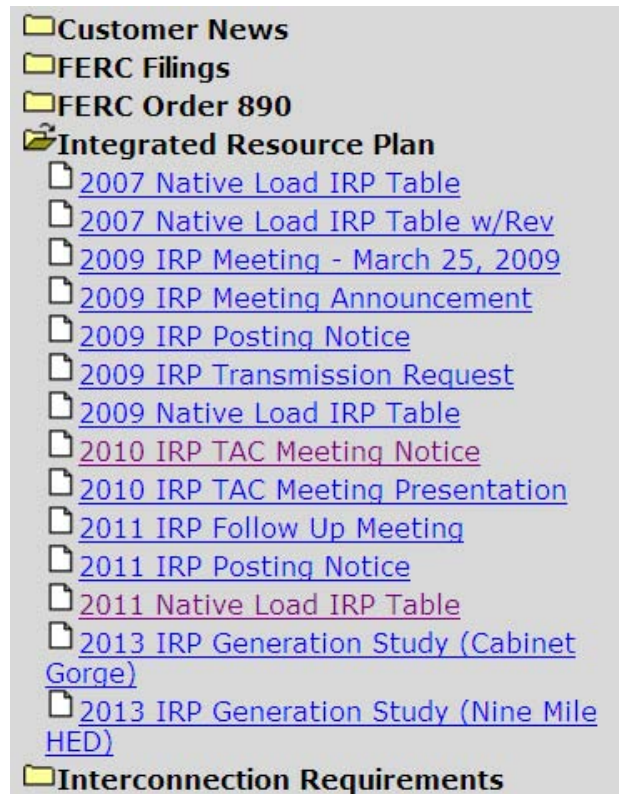 Customer News
FERC Filings
FERC Order 890
Integrated Resource Plan
2007 Native Load IRP Table
2007 Native Load IRP Table w/Rev
2009 IRP Meeting - March 25, 2009
2009 IRP Meeting Announcement
2009 IRP Posting Notice
2009 IRP Transmission Request
2009 Native Load IRP Table
2010 IRP TAC Meeting Notice
2010 IRP TAC Meeting Presentation
2011 IRP Follow Up Meeting
2011 IRP Posting Notice
2011 Native Load IRP Table
2013 IRP Generation Study (Cabinet
Gorge)
2013 IRP Generation Study (Nine Mile
HED)
Interconnection Requirements